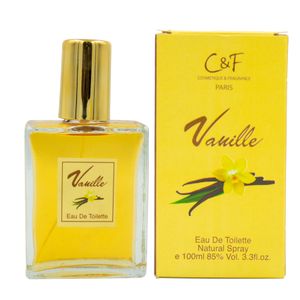 Vanille
Eau De Toilette
C&F
COSMETIQUE & FRAGRANCE
PARIS
Vanille
Eau De Toilette
Natural Spray
e 100ml 85% Vol. 3.3fl.oz.